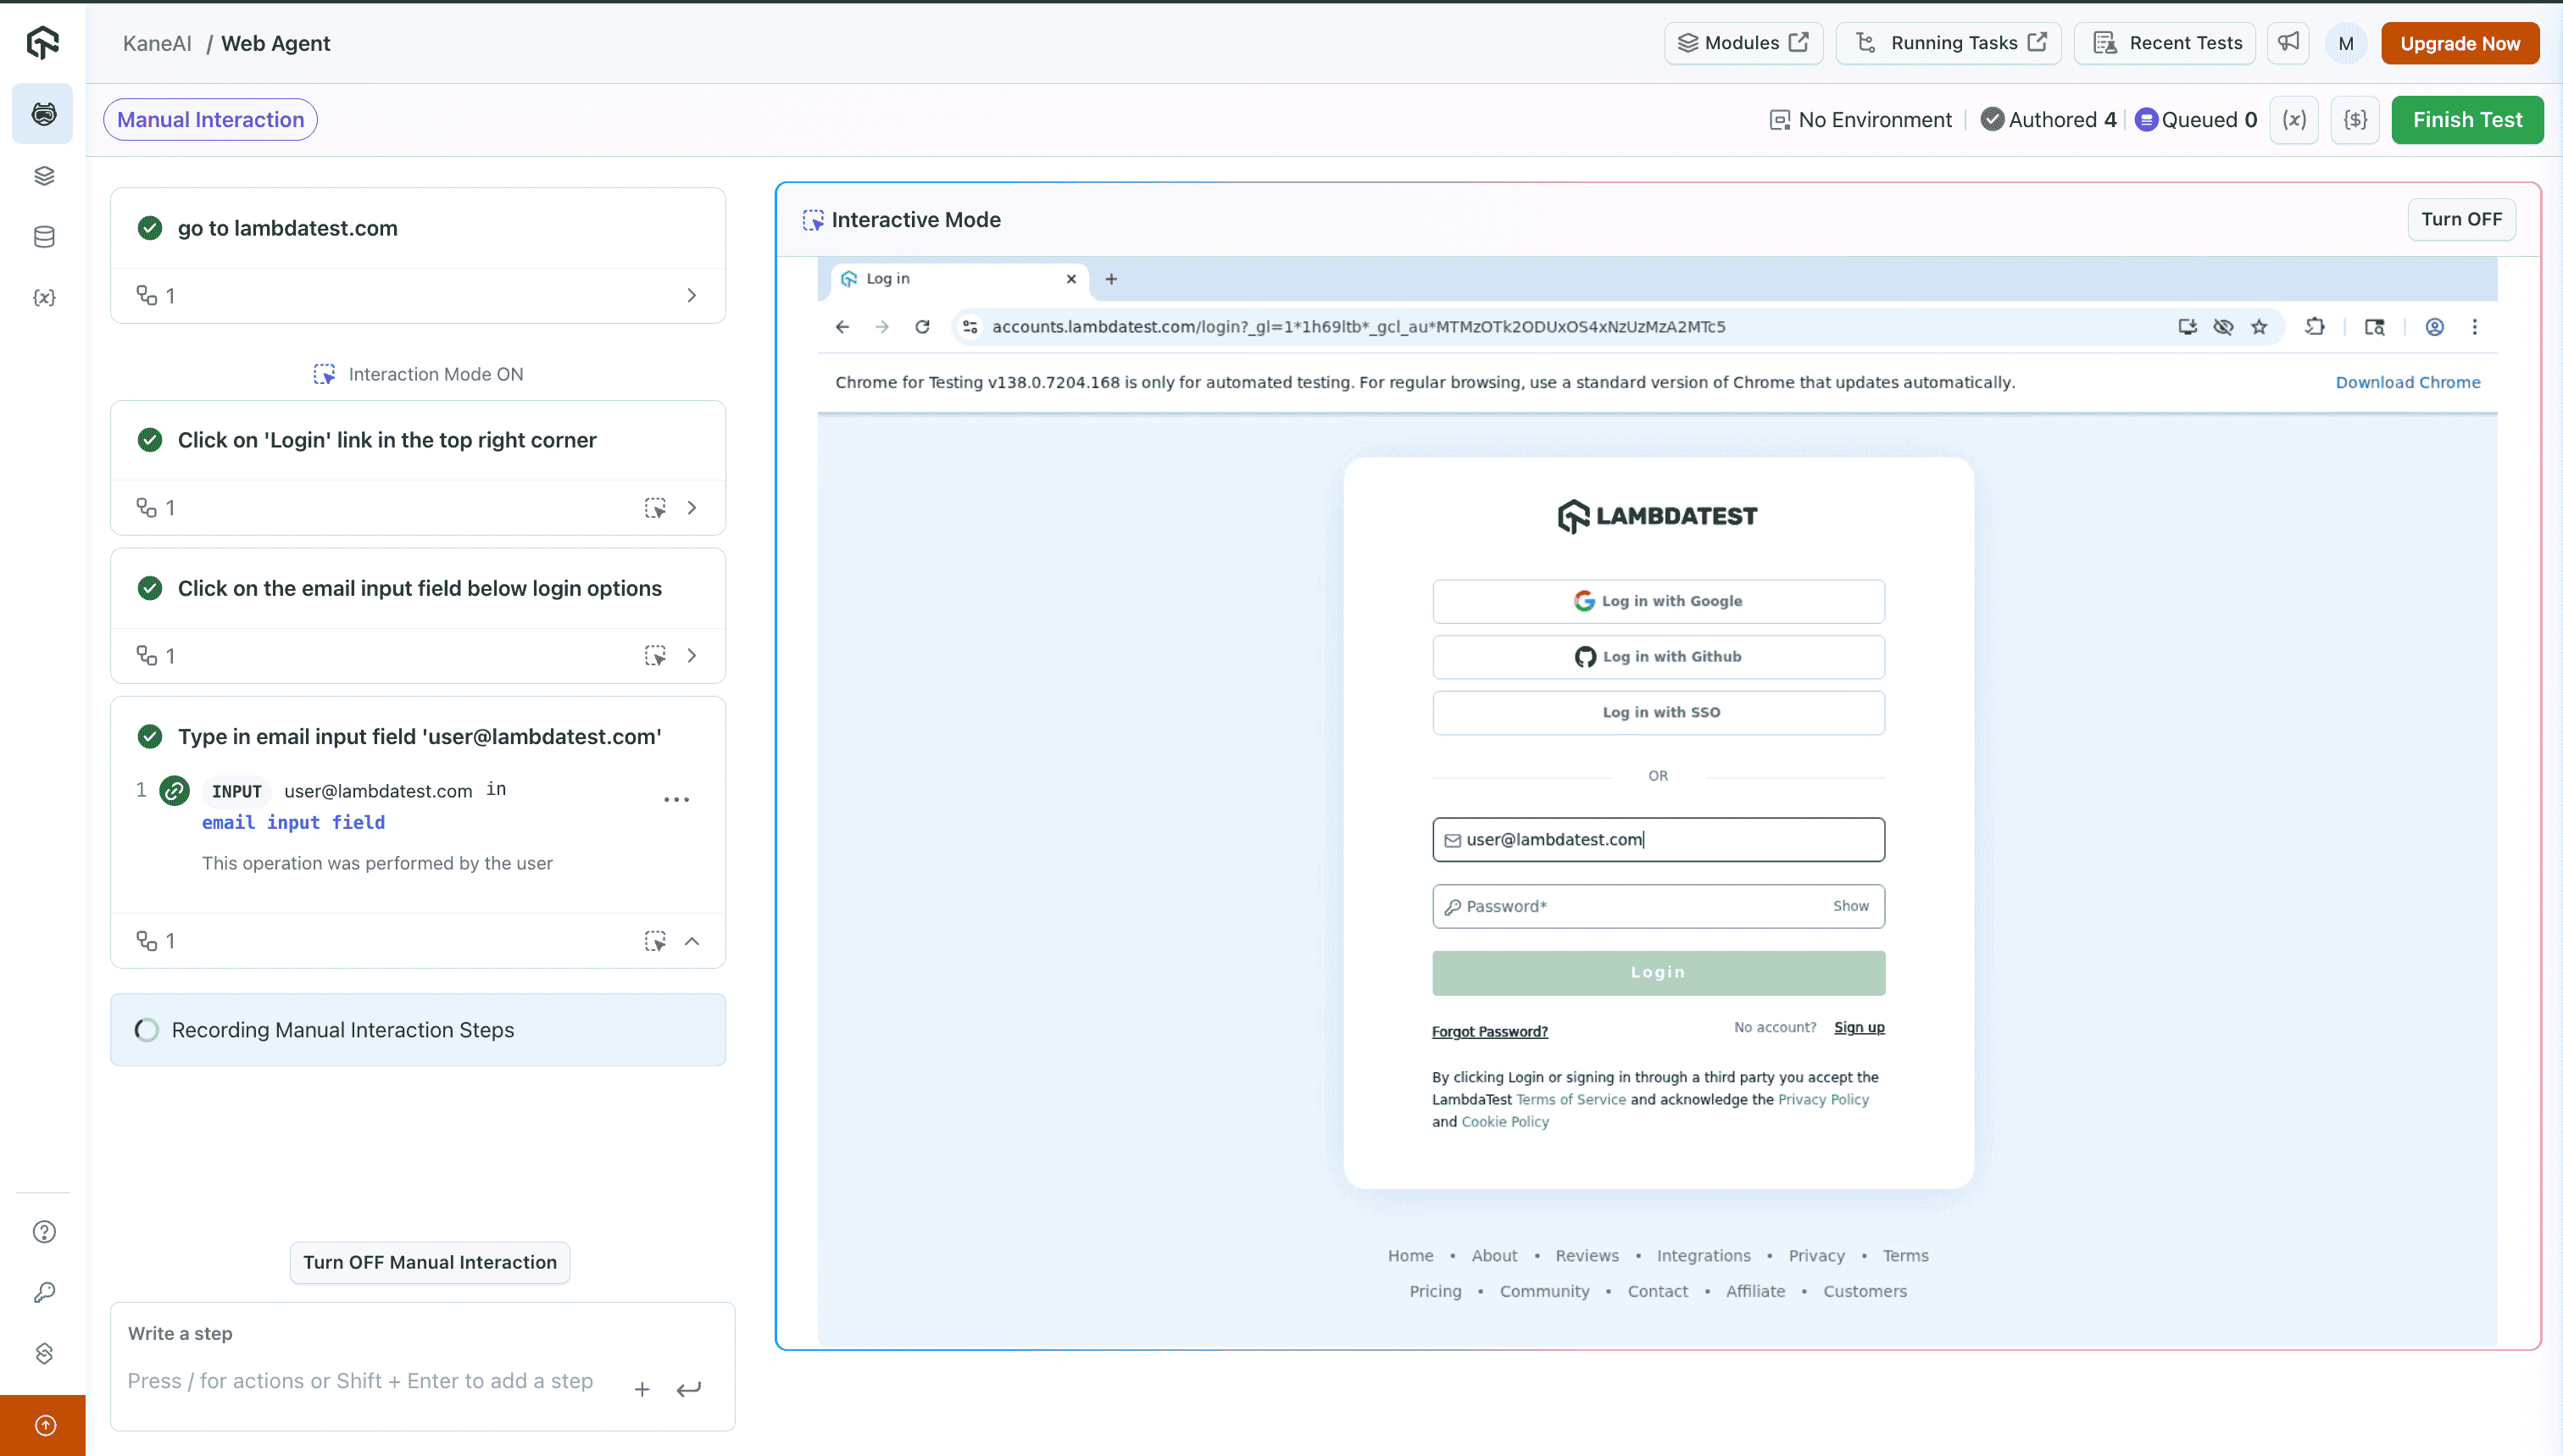 KaneAI / Web Agent
Modules
Running Tasks
Recent Tests
M
Upgrade Now
Manual Interaction
No Environment
Authored 4
Queued 0
(x)
{$}
Finish Test
{x}
go to lambdatest.com
1
Interaction Mode ON
Click on 'Login' link in the top right corner
1
Click on the email input field below login options
1
Type in email input field 'user@lambdatest.com'
1 INPUT user@lambdatest.com in
email input field
This operation was performed by the user
1
Recording Manual Interaction Steps
Turn OFF Manual Interaction
Write a step
Press / for actions or Shift + Enter to add a step
Interactive Mode
Turn OFF
Log in
accounts.lambdatest.com/login?_gl=1*1h69ltb*_gcl_au*MTMzOTk2ODUxOS4xNzUzMzA2MTc5
Chrome for Testing v138.0.7204.168 is only for automated testing. For regular browsing, use a standard version of Chrome that updates automatically.
Download Chrome
LAMBDATEST
Log in with Google
Log in with Github
Log in with SSO
OR
user@lambdatest.com
Password*
Show
Login
Forgot Password?
No account? Sign up
By clicking Login or signing in through a third party you accept the
LambdaTest Terms of Service and acknowledge the Privacy Policy
and Cookie Policy
Home • About • Reviews • Integrations • Privacy • Terms
Pricing • Community • Contact • Affiliate • Customers